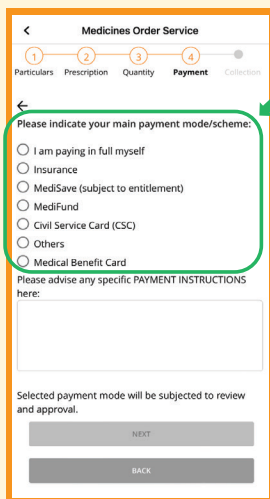 Medicines Order Service
1 2 3 4
Particulars Prescription Quantity Payment Collection
Please indicate your main payment mode/scheme:
I am paying in full myself
Insurance
MediSave (subject to entitlement)
MediFund
Civil Service Card (CSC)
Others
Medical Benefit Card
Please advise any specific PAYMENT INSTRUCTIONS
here:
Selected payment mode will be subjected to review
and approval.
NEXT
BACK